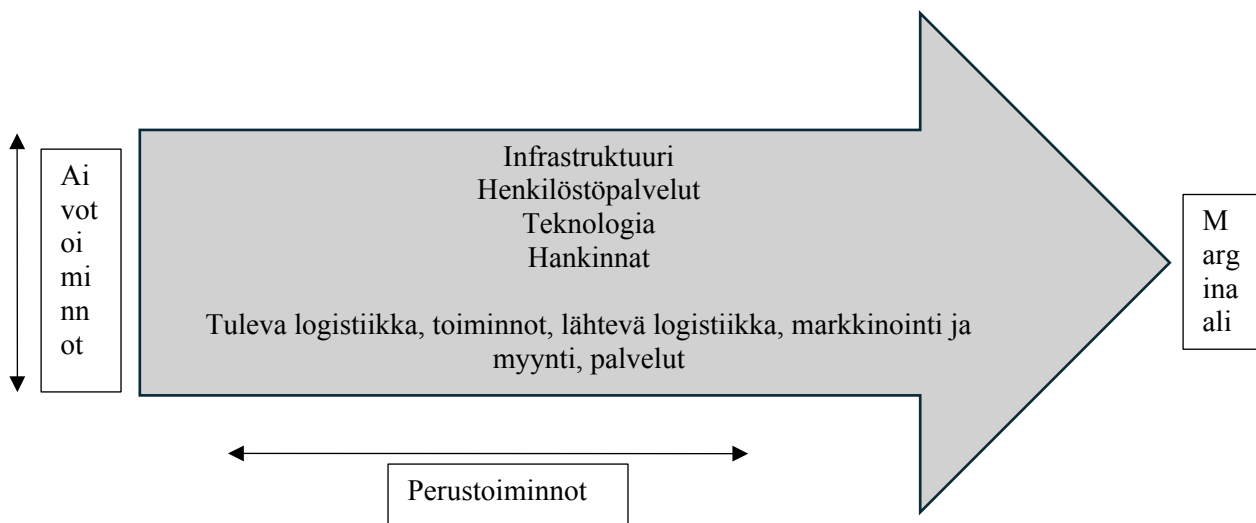 Ai
vot
oi
mi
nn
ot
Infrastruktuuri
Henkilöstöpalvelut
Teknologia
Hankinnat
Tuleva logistiikka, toiminnot, lähtevä logistiikka, markkinointi ja
myynti, palvelut
M
arg
ina
ali
Perustoiminnot